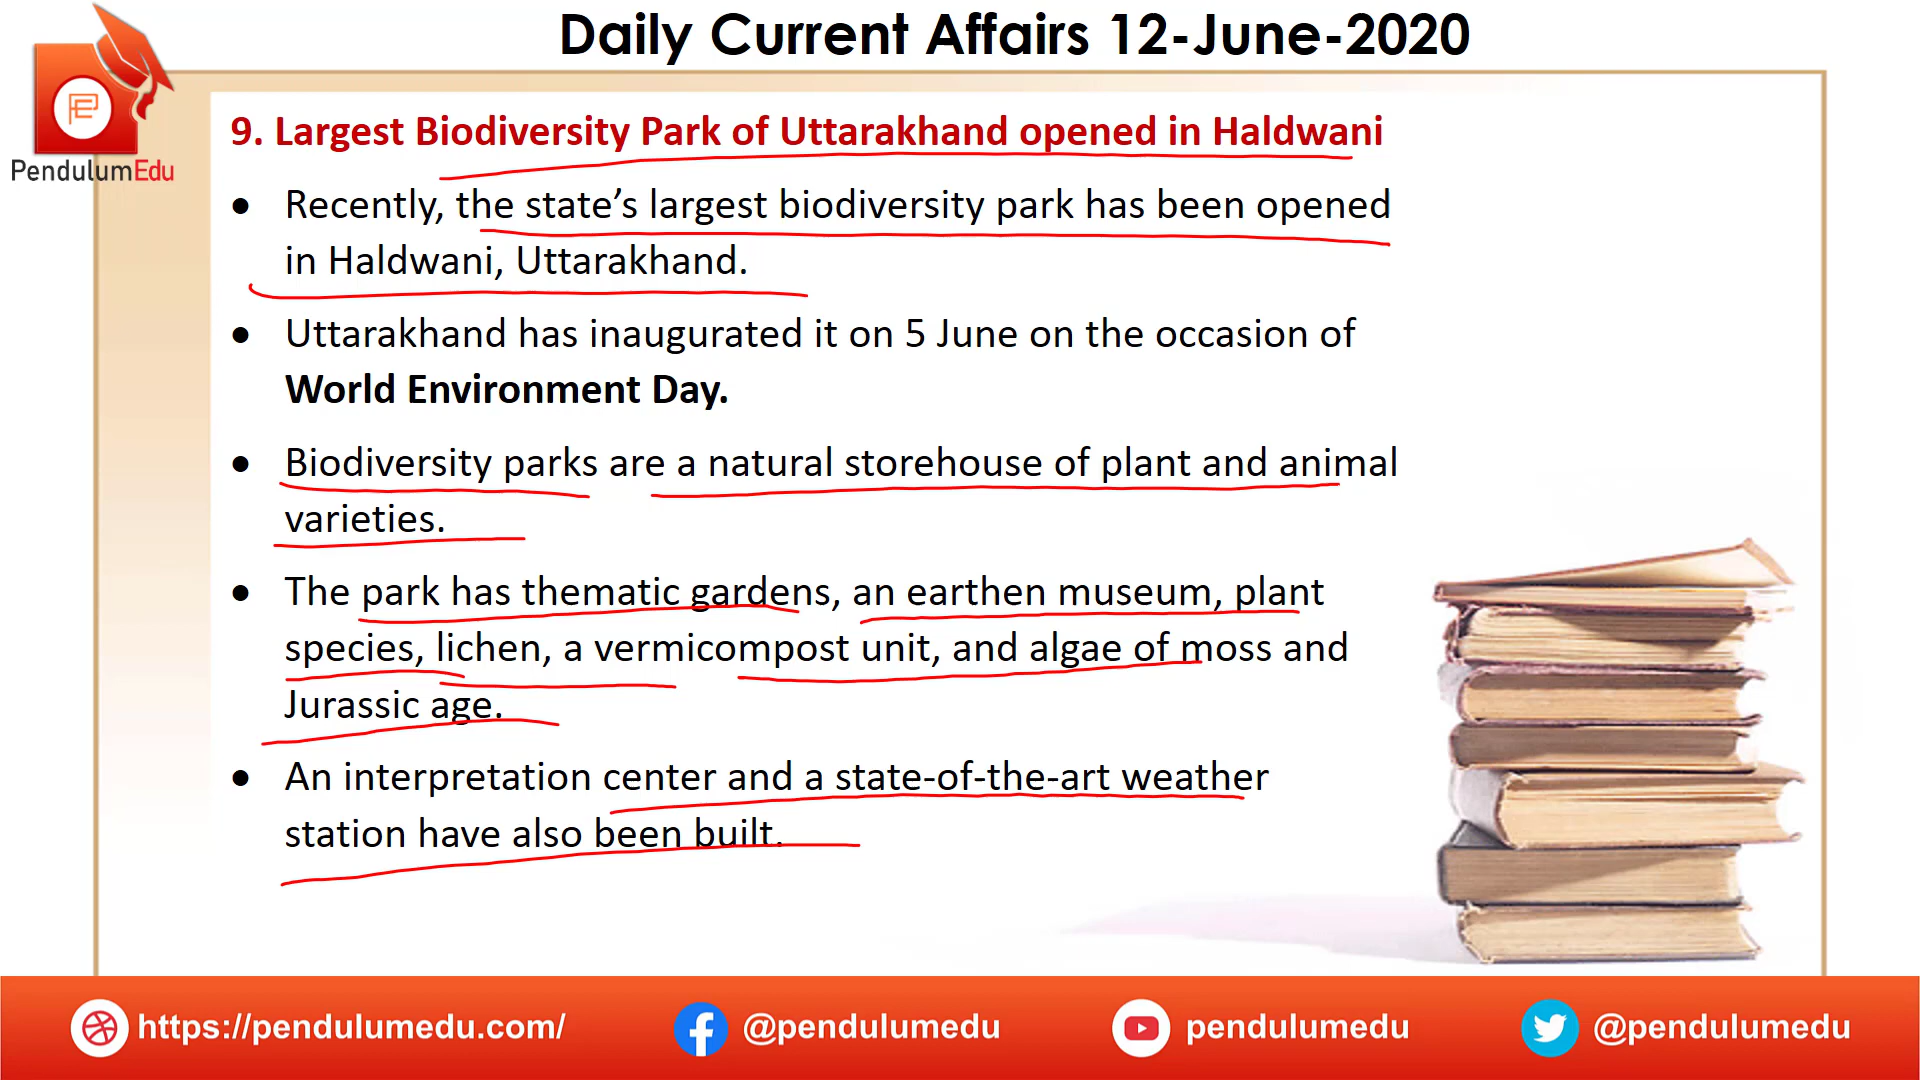 Daily Current Affairs 12-June-2020
PendulumEdu
9. Largest Biodiversity Park of Uttarakhand opened in Haldwani
● Recently, the state’s largest biodiversity park has been opened
in Haldwani, Uttarakhand.
● Uttarakhand has inaugurated it on 5 June on the occasion of
World Environment Day.
● Biodiversity parks are a natural storehouse of plant and animal
varieties.
● The park has thematic gardens, an earthen museum, plant
species, lichen, a vermicompost unit, and algae of moss and
Jurassic age.
● An interpretation center and a state-of-the-art weather
station have also been built.
https://pendulumedu.com/ @pendulumedu pendulumedu @pendulumedu